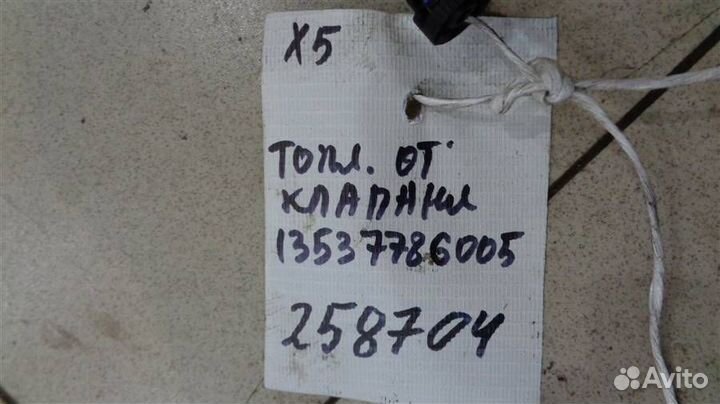 X5
ТОПЛ. ОТ
КЛАПАНА
13537786005
258704
Avito